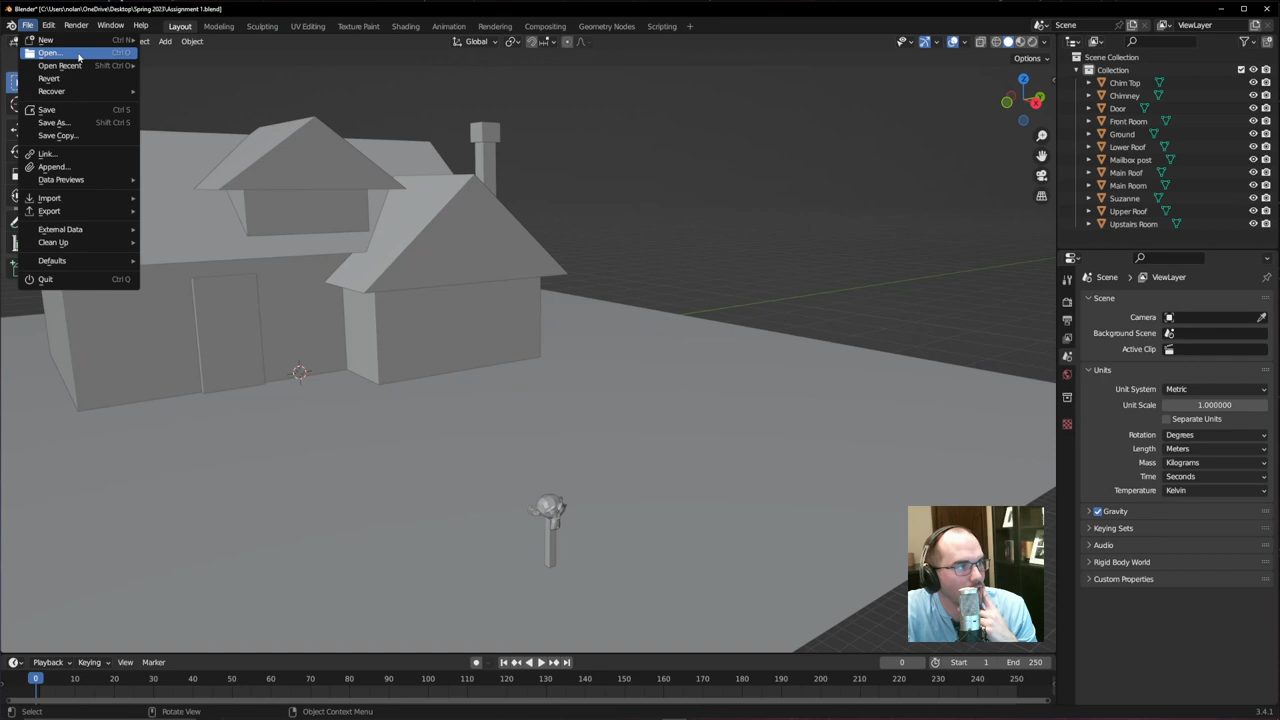 Blender* [C:\Users\nolan\OneDrive\Desktop\Spring 2023\Assignment 1.blend]
File Edit Render Window Help Layout Modeling Sculpting UV Editing Texture Paint Shading Animation Rendering Compositing Geometry Nodes Scripting + Scene ViewLayer
Object
Add Object Global
Options
New Ctrl N
Open... Ctrl O
Open Recent Shift Ctrl O
Revert
Recover
Save Ctrl S
Save As... Shift Ctrl S
Save Copy...
Link...
Append...
Data Previews
Import
Export
External Data
Clean Up
Defaults
Quit Ctrl Q
Z
Y
X
Scene Collection
Collection
Chim Top
Chimney
Door
Front Room
Ground
Lower Roof
Mailbox post
Main Roof
Main Room
Suzanne
Upper Roof
Upstairs Room
Scene ViewLayer
Scene
Camera
Background Scene
Active Clip
Units
Unit System Metric
Unit Scale 1.000000
Separate Units
Rotation Degrees
Length Meters
Mass Kilograms
Time Seconds
Temperature Kelvin
Gravity
Keying Sets
Audio
Rigid Body World
Custom Properties
Playback Keying View Marker 0 Start 1 End 250
0 10 20 30 40 50 60 70 80 90 100 110 120 130 140 150 160 170 180 190 200 210 220 230 240 250
Select Rotate View Object Context Menu 3.4.1